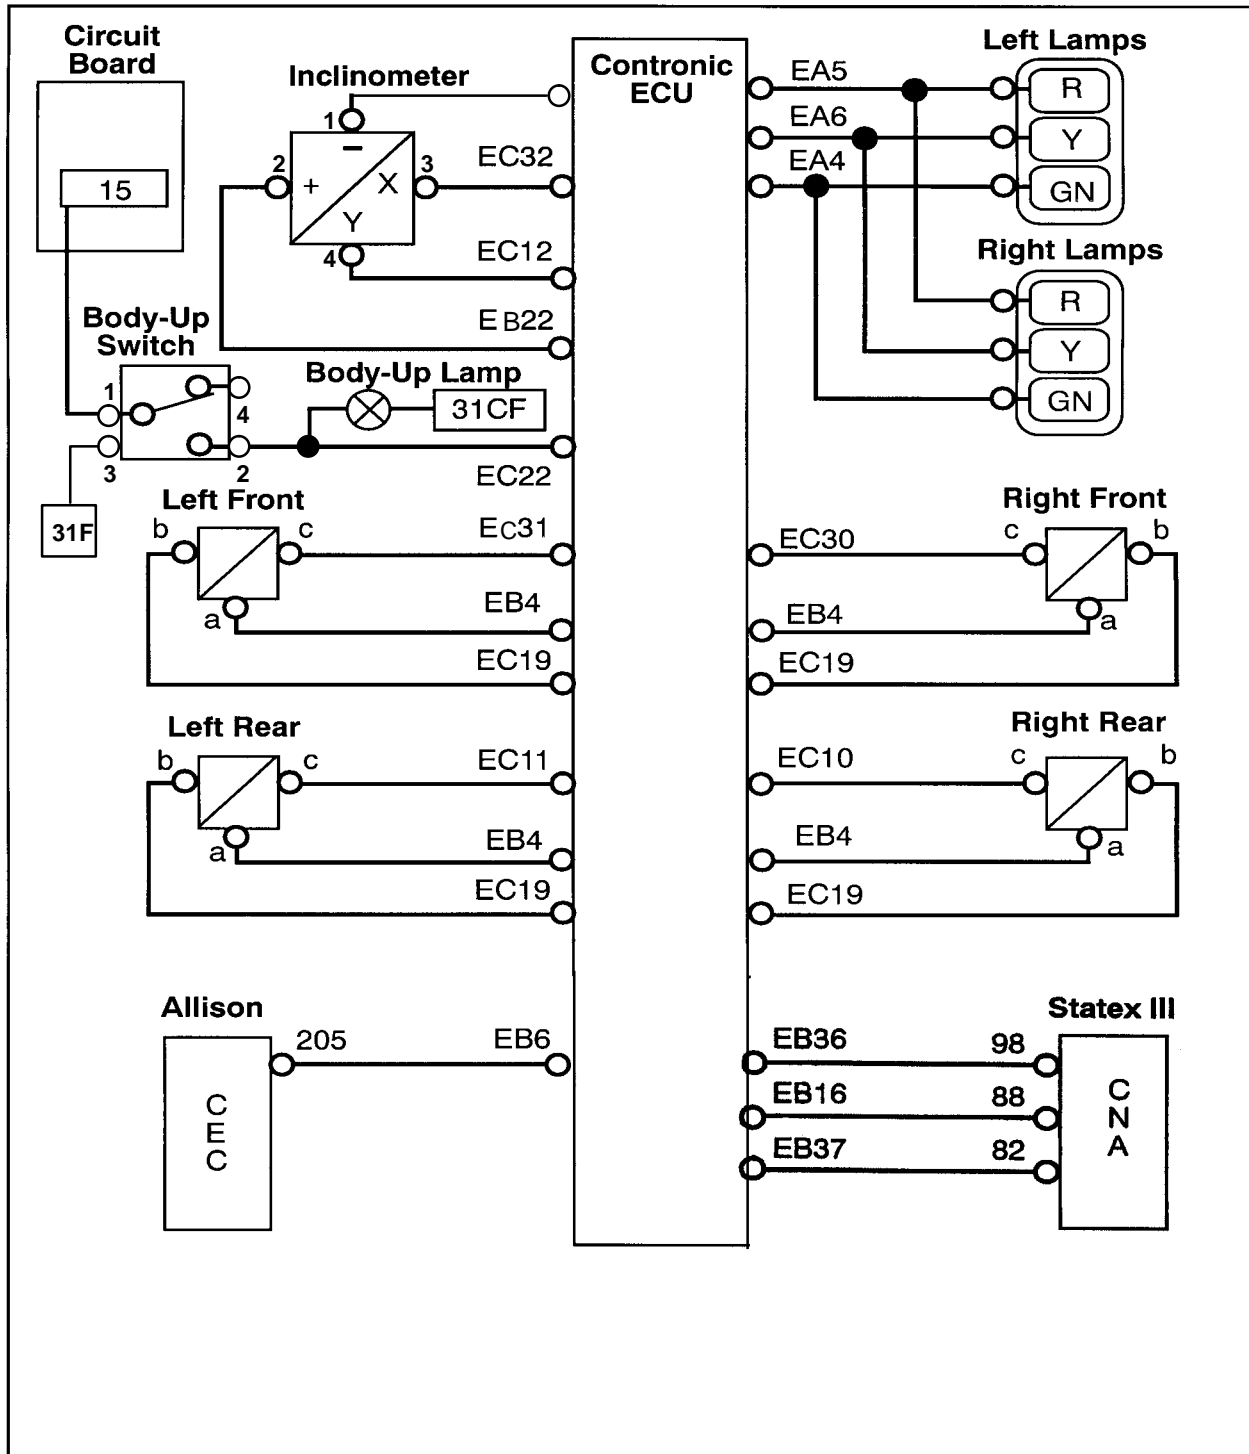 Circuit
Board
15
Inclinometer
1
−
2
+
X
3
Y
4
EC32
EC12
EB22
Contronic
ECU
EA5
EA6
EA4
Left Lamps
R
Y
GN
Right Lamps
R
Y
GN
Body-Up
Switch
1
4
3
2
31F
Body-Up Lamp
31CF
EC22
Left Front
b
c
a
EC31
EB4
EC19
Right Front
c
b
a
EC30
EB4
EC19
Left Rear
b
c
a
EC11
EB4
EC19
Right Rear
c
b
a
EC10
EB4
EC19
Allison
C
E
C
205
EB6
Statex III
EB36
98
EB16
88
EB37
82
C
N
A